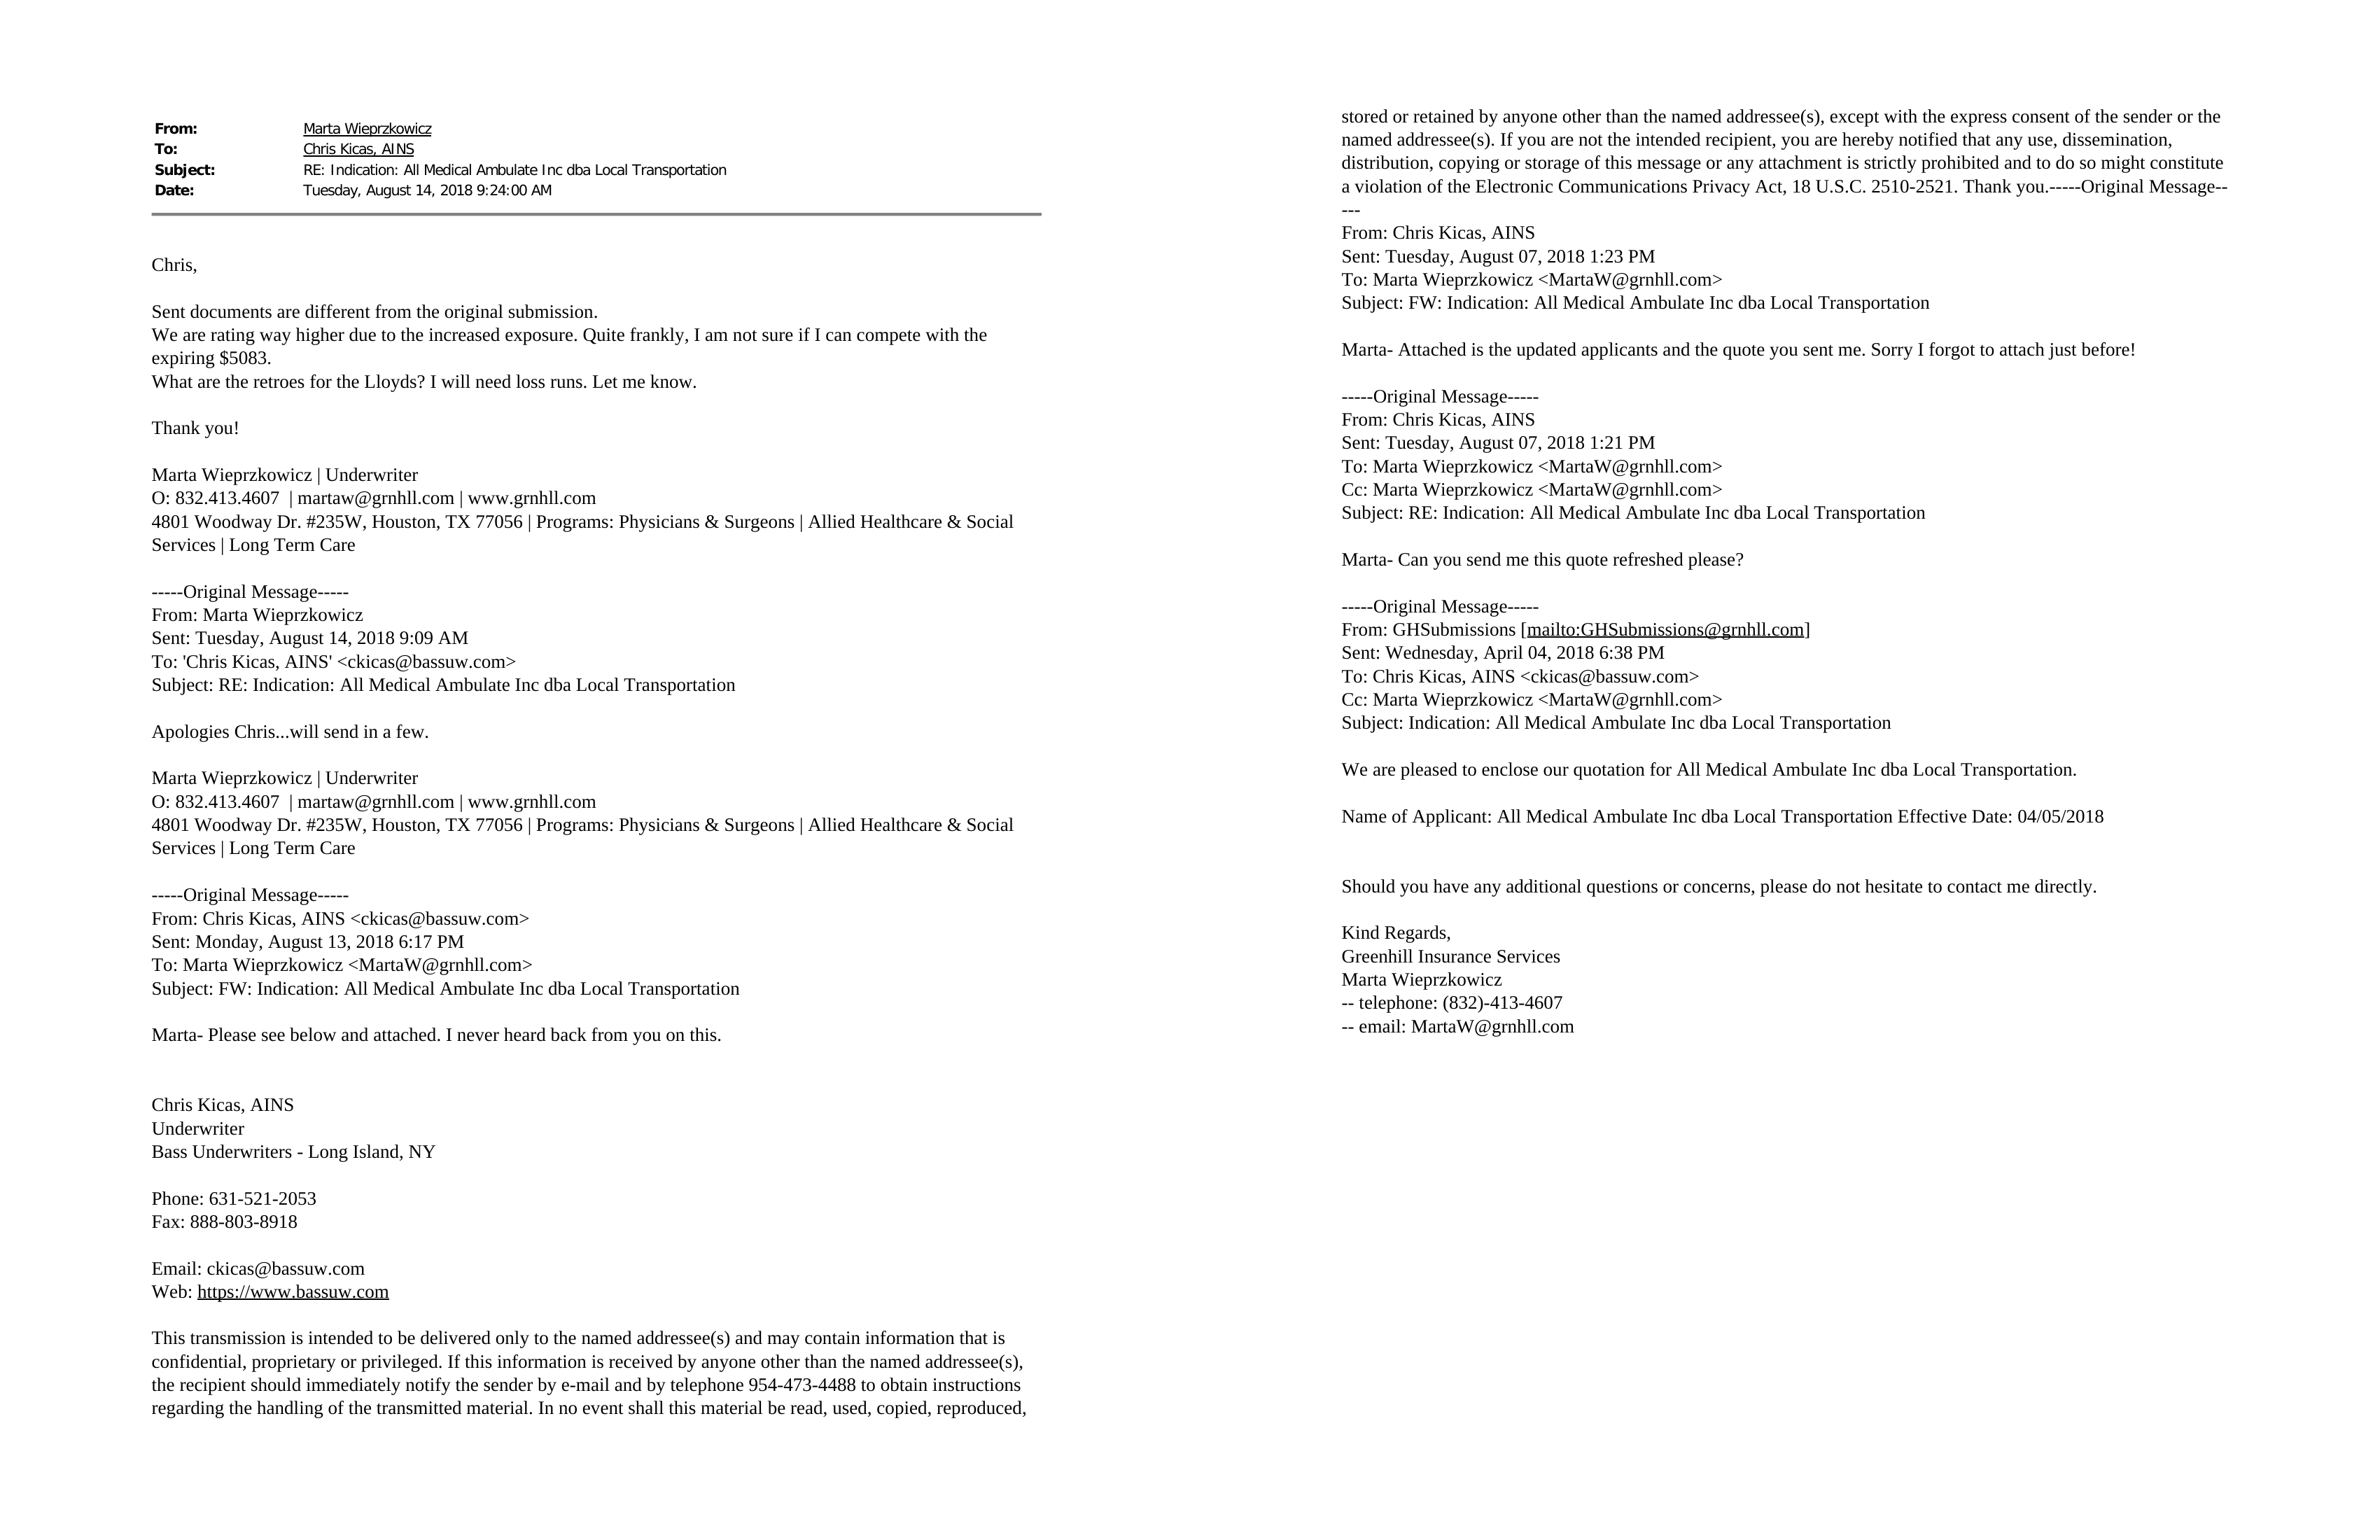 From: Marta Wieprzkowicz
To: Chris Kicas, AINS
Subject: RE: Indication: All Medical Ambulate Inc dba Local Transportation
Date: Tuesday, August 14, 2018 9:24:00 AM
Chris,
Sent documents are different from the original submission.
We are rating way higher due to the increased exposure. Quite frankly, I am not sure if I can compete with the
expiring $5083.
What are the retroes for the Lloyds? I will need loss runs. Let me know.
Thank you!
Marta Wieprzkowicz | Underwriter
O: 832.413.4607  | martaw@grnhll.com | www.grnhll.com
4801 Woodway Dr. #235W, Houston, TX 77056 | Programs: Physicians & Surgeons | Allied Healthcare & Social
Services | Long Term Care
-----Original Message-----
From: Marta Wieprzkowicz
Sent: Tuesday, August 14, 2018 9:09 AM
To: 'Chris Kicas, AINS' <ckicas@bassuw.com>
Subject: RE: Indication: All Medical Ambulate Inc dba Local Transportation
Apologies Chris...will send in a few.
Marta Wieprzkowicz | Underwriter
O: 832.413.4607  | martaw@grnhll.com | www.grnhll.com
4801 Woodway Dr. #235W, Houston, TX 77056 | Programs: Physicians & Surgeons | Allied Healthcare & Social
Services | Long Term Care
-----Original Message-----
From: Chris Kicas, AINS <ckicas@bassuw.com>
Sent: Monday, August 13, 2018 6:17 PM
To: Marta Wieprzkowicz <MartaW@grnhll.com>
Subject: FW: Indication: All Medical Ambulate Inc dba Local Transportation
Marta- Please see below and attached. I never heard back from you on this.
Chris Kicas, AINS
Underwriter
Bass Underwriters - Long Island, NY
Phone: 631-521-2053
Fax: 888-803-8918
Email: ckicas@bassuw.com
Web: https://www.bassuw.com
This transmission is intended to be delivered only to the named addressee(s) and may contain information that is
confidential, proprietary or privileged. If this information is received by anyone other than the named addressee(s),
the recipient should immediately notify the sender by e-mail and by telephone 954-473-4488 to obtain instructions
regarding the handling of the transmitted material. In no event shall this material be read, used, copied, reproduced,
stored or retained by anyone other than the named addressee(s), except with the express consent of the sender or the
named addressee(s). If you are not the intended recipient, you are hereby notified that any use, dissemination,
distribution, copying or storage of this message or any attachment is strictly prohibited and to do so might constitute
a violation of the Electronic Communications Privacy Act, 18 U.S.C. 2510-2521. Thank you.-----Original Message--
---
From: Chris Kicas, AINS
Sent: Tuesday, August 07, 2018 1:23 PM
To: Marta Wieprzkowicz <MartaW@grnhll.com>
Subject: FW: Indication: All Medical Ambulate Inc dba Local Transportation
Marta- Attached is the updated applicants and the quote you sent me. Sorry I forgot to attach just before!
-----Original Message-----
From: Chris Kicas, AINS
Sent: Tuesday, August 07, 2018 1:21 PM
To: Marta Wieprzkowicz <MartaW@grnhll.com>
Cc: Marta Wieprzkowicz <MartaW@grnhll.com>
Subject: RE: Indication: All Medical Ambulate Inc dba Local Transportation
Marta- Can you send me this quote refreshed please?
-----Original Message-----
From: GHSubmissions [mailto:GHSubmissions@grnhll.com]
Sent: Wednesday, April 04, 2018 6:38 PM
To: Chris Kicas, AINS <ckicas@bassuw.com>
Cc: Marta Wieprzkowicz <MartaW@grnhll.com>
Subject: Indication: All Medical Ambulate Inc dba Local Transportation
We are pleased to enclose our quotation for All Medical Ambulate Inc dba Local Transportation.
Name of Applicant: All Medical Ambulate Inc dba Local Transportation Effective Date: 04/05/2018
Should you have any additional questions or concerns, please do not hesitate to contact me directly.
Kind Regards,
Greenhill Insurance Services
Marta Wieprzkowicz
-- telephone: (832)-413-4607
-- email: MartaW@grnhll.com